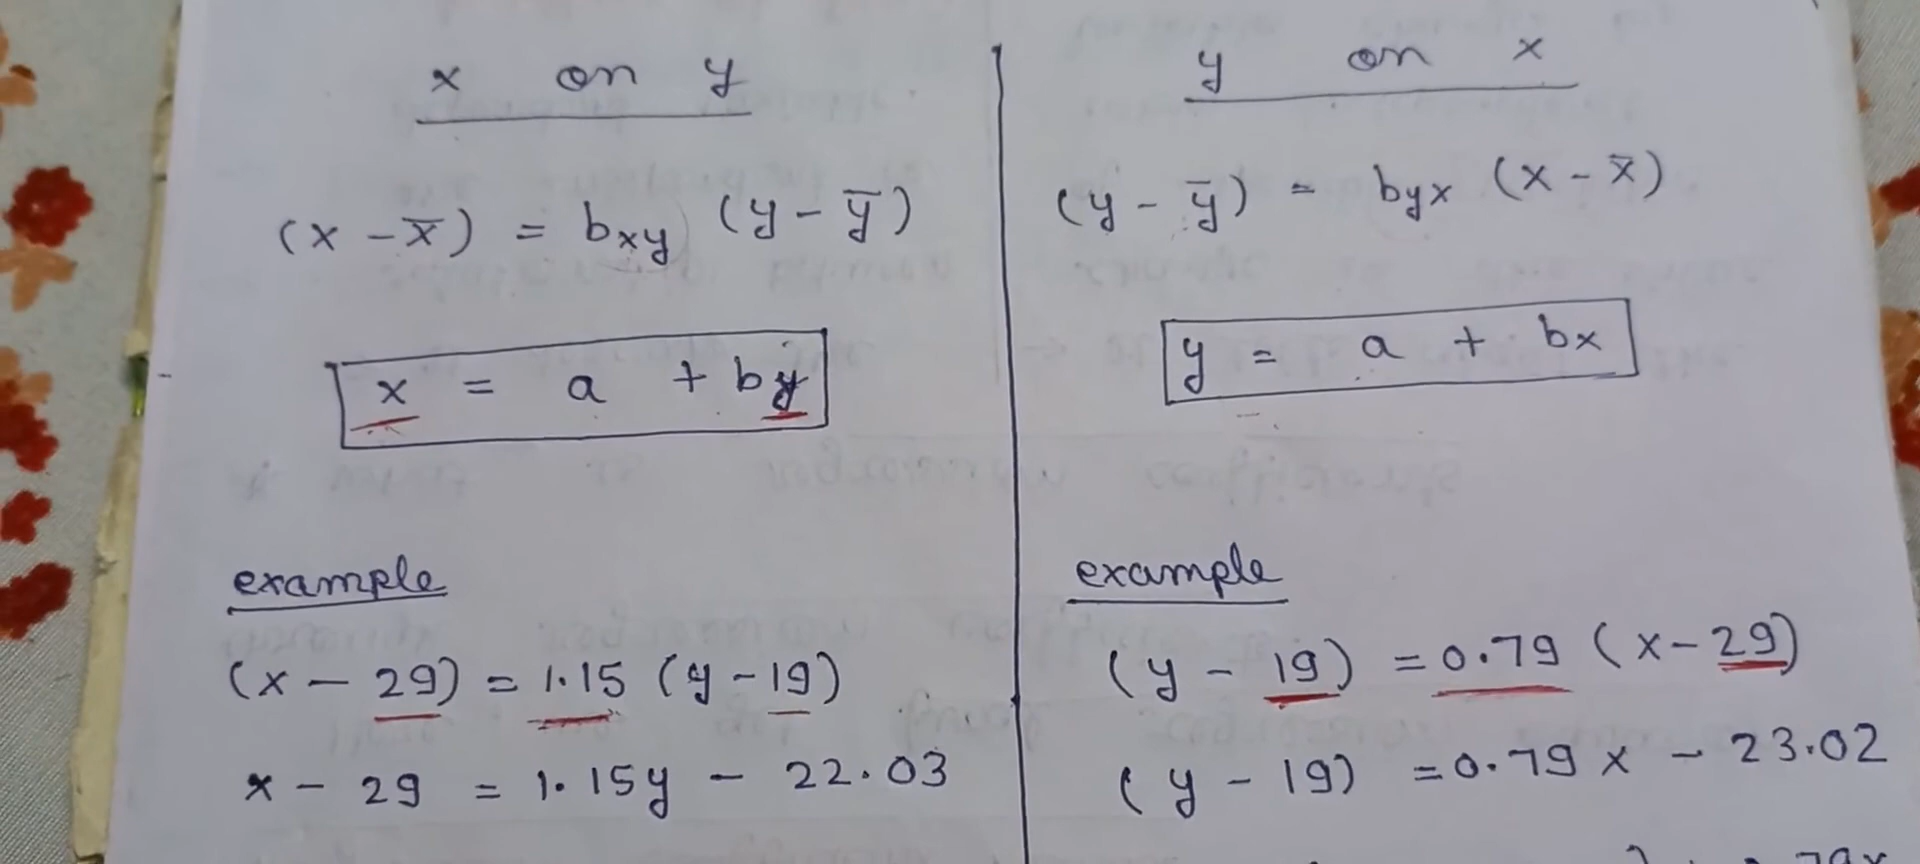 x on y
(x - x̄) = bxy (y - ȳ)
x = a + by
example
(x - 29) = 1.15 (y - 19)
x - 29 = 1.15y - 22.03
y on x
(y - ȳ) = byx (x - x̄)
y = a + bx
example
(y - 19) = 0.79 (x - 29)
(y - 19) = 0.79x - 23.02